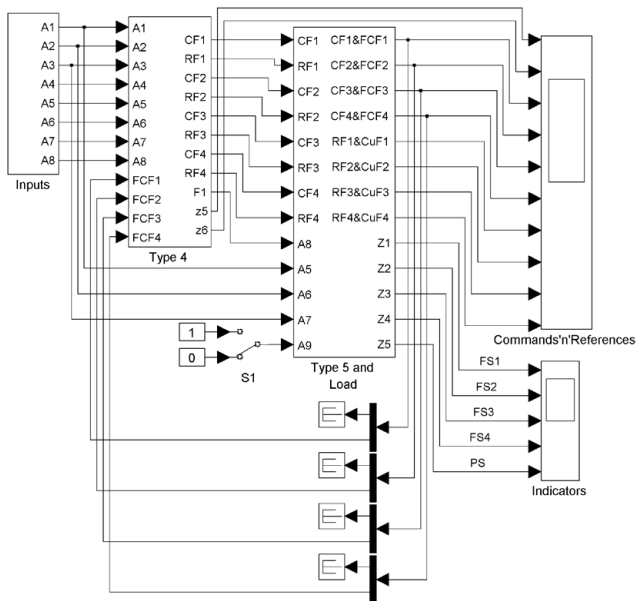 A1
A2
A3
A4
A5
A6
A7
A8
Inputs
A1
A2
A3
A4
A5
A6
A7
A8
FCF1
FCF2
FCF3
FCF4
CF1
RF1
CF2
RF2
CF3
RF3
CF4
RF4
F1
z5
z6
Type 4
CF1
RF1
CF2
RF2
CF3
RF3
CF4
RF4
A8
A5
A6
A7
A9
CF1&FCF1
CF2&FCF2
CF3&FCF3
CF4&FCF4
RF1&CuF1
RF2&CuF2
RF3&CuF3
RF4&CuF4
Z1
Z2
Z3
Z4
Z5
Type 5 and
Load
1
0
S1
Commands'n'References
FS1
FS2
FS3
FS4
PS
Indicators